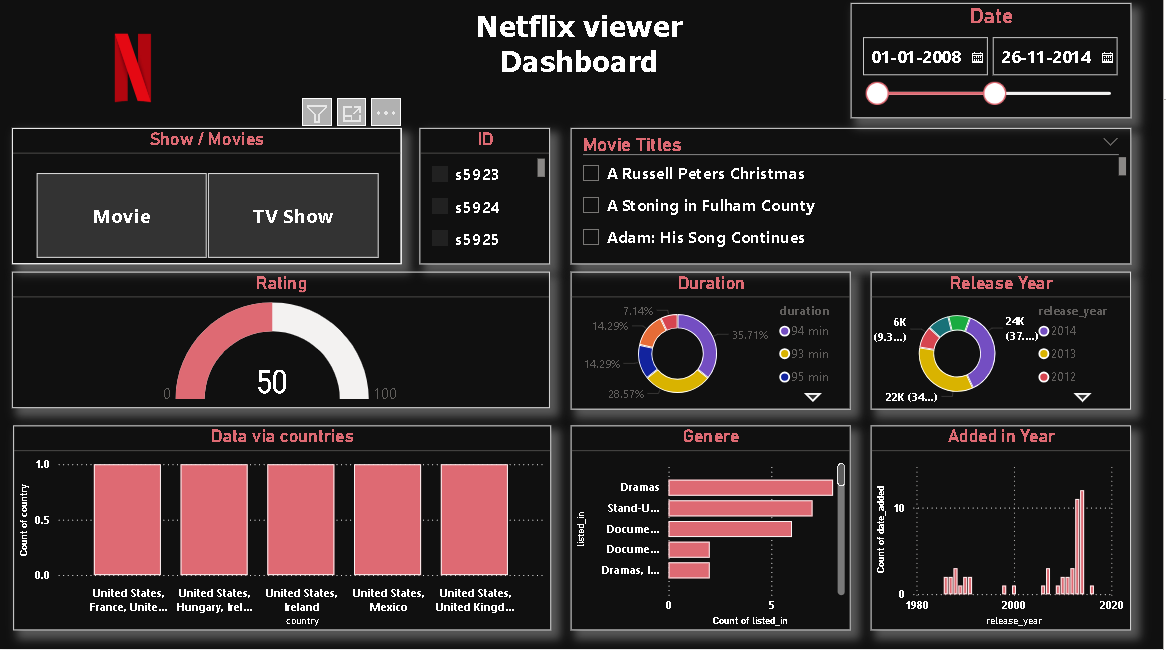 Netflix viewer
Dashboard
Date
01-01-2008
26-11-2014
Show / Movies
Movie
TV Show
ID
s5923
s5924
s5925
Movie Titles
A Russell Peters Christmas
A Stoning in Fulham County
Adam: His Song Continues
Rating
0
50
100
Duration
7.14%
14.29%
14.29%
28.57%
35.71%
duration
94 min
93 min
95 min
Release Year
6K
(9.3...)
24K
(37....)
22K (34...)
release_year
2014
2013
2012
Data via countries
Count of country
1.0
0.5
0.0
United States,
France, Unite...
United States,
Hungary, Irel...
United States,
Ireland
United States,
Mexico
United States,
United Kingd...
country
Genere
listed_in
Dramas
Stand-U...
Docume...
Docume...
Dramas, I...
0
5
Count of listed_in
Added in Year
Count of date_added
10
0
1980
2000
2020
release_year